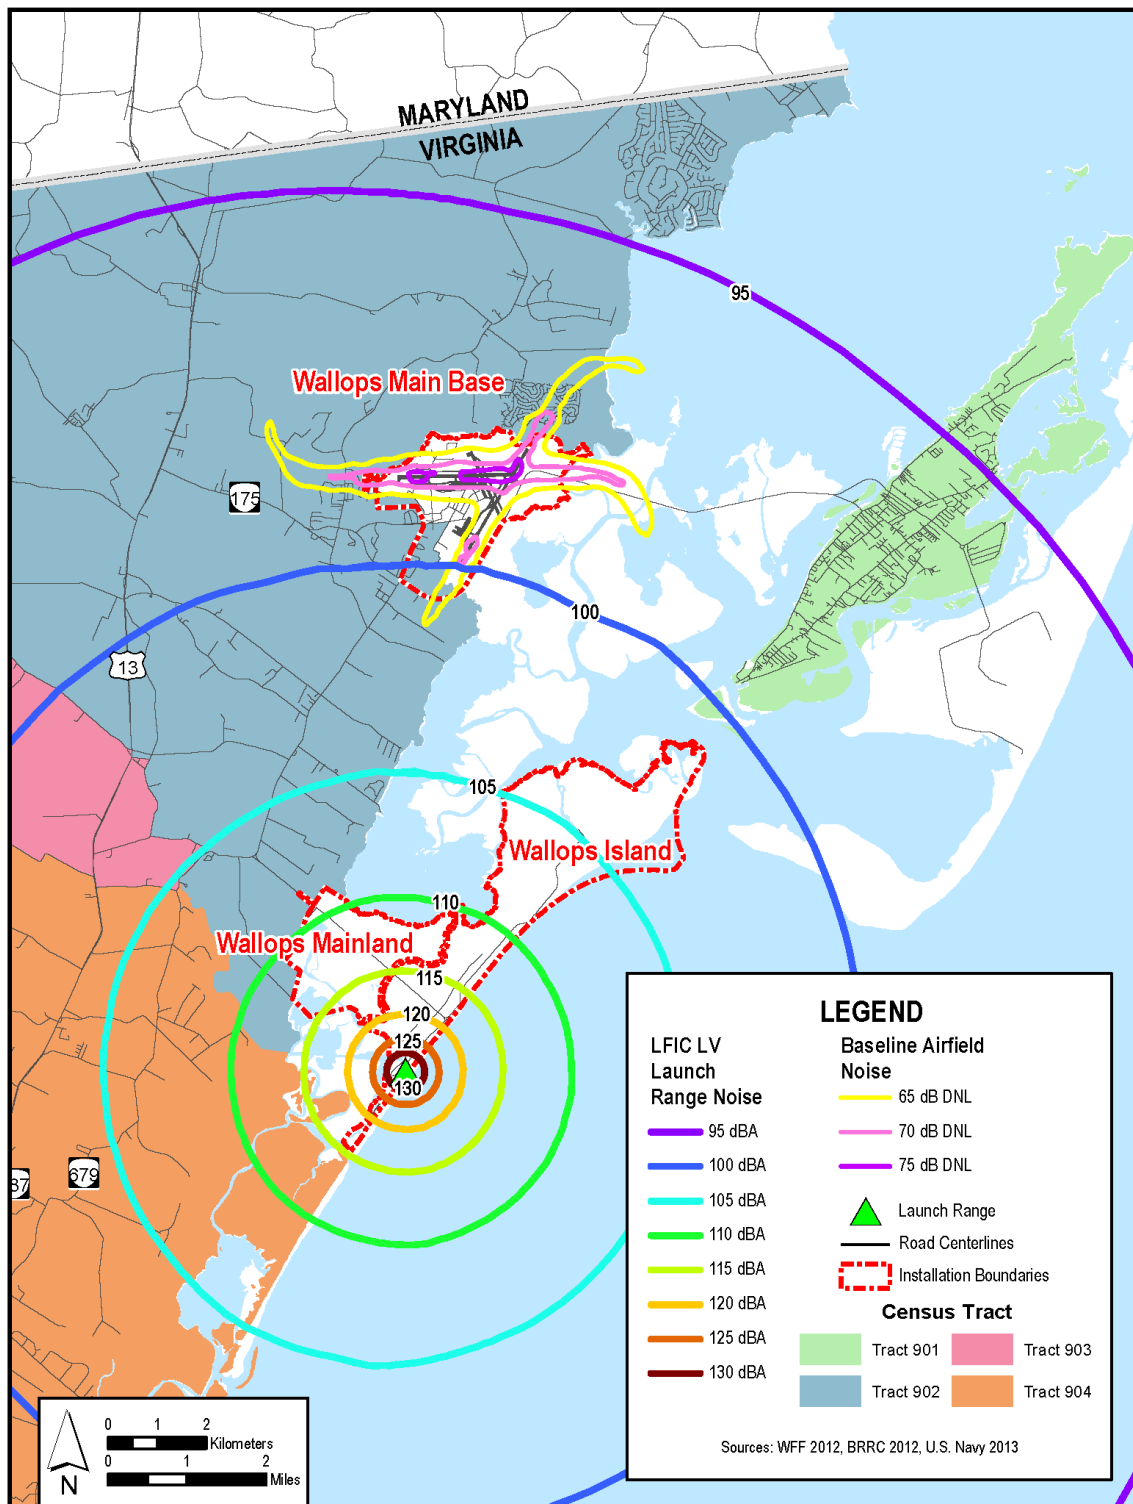 MARYLAND
VIRGINIA
95
Wallops Main Base
175
100
13
105
Wallops Island
110
Wallops Mainland
115
120
125
130
679
87
LEGEND
LFIC LV
Launch
Range Noise
95 dBA
100 dBA
105 dBA
110 dBA
115 dBA
120 dBA
125 dBA
130 dBA
Baseline Airfield
Noise
65 dB DNL
70 dB DNL
75 dB DNL
Launch Range
Road Centerlines
Installation Boundaries
Census Tract
Tract 901
Tract 903
Tract 902
Tract 904
Sources: WFF 2012, BRRC 2012, U.S. Navy 2013
N
0 1 2
Kilometers
0 1 2
Miles